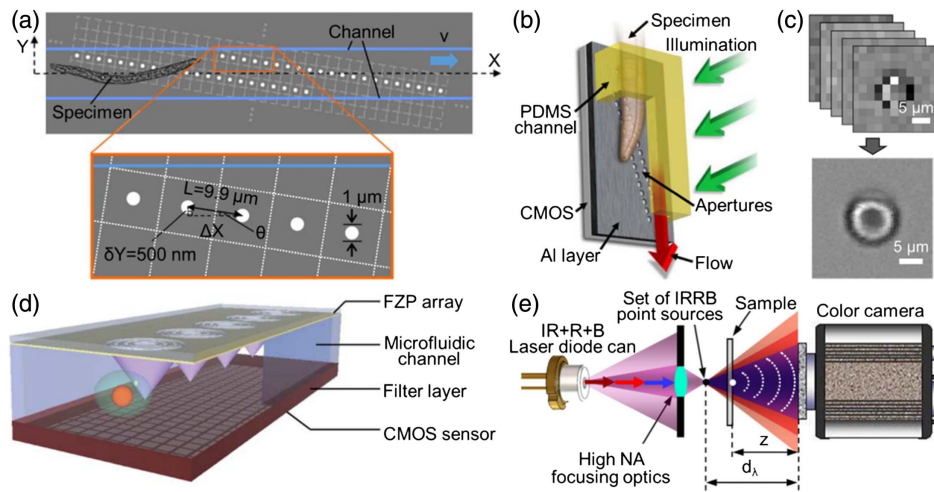 (a)
Y
Channel
v
X
Specimen
L=9.9 μm
1 μm
ΔX
θ
δY=500 nm
(b)
Specimen
Illumination
PDMS
channel
CMOS
Apertures
Al layer
Flow
(c)
5 μm
5 μm
(d)
FZP array
Microfluidic
channel
Filter layer
CMOS sensor
(e)
Set of IRRB
point sources
Sample
Color camera
IR+R+B
Laser diode can
High NA
focusing optics
z
dλ